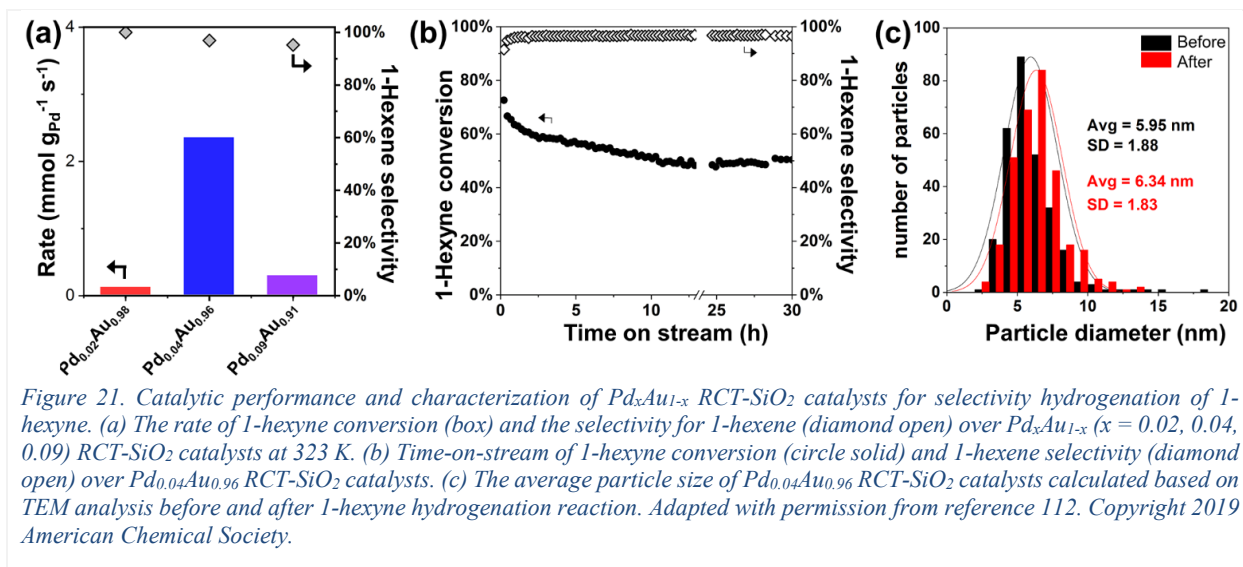 (a)
4
2
0
Rate (mmol gPd⁻¹ s⁻¹)
100%
80%
60%
40%
20%
0%
1-Hexene selectivity
Pd0.02Au0.98
Pd0.04Au0.96
Pd0.09Au0.91
(b)
100%
80%
60%
40%
20%
0%
1-Hexyne conversion
0
5
10
25
30
Time on stream (h)
100%
80%
60%
40%
20%
0%
1-Hexene selectivity
(c)
100
80
60
40
20
0
number of particles
Before
After
Avg = 5.95 nm
SD = 1.88
Avg = 6.34 nm
SD = 1.83
0
5
10
15
20
Particle diameter (nm)
Figure 21. Catalytic performance and characterization of PdxAu1-x RCT-SiO2 catalysts for selectivity hydrogenation of 1-
hexyne. (a) The rate of 1-hexyne conversion (box) and the selectivity for 1-hexene (diamond open) over PdxAu1-x (x = 0.02, 0.04,
0.09) RCT-SiO2 catalysts at 323 K. (b) Time-on-stream of 1-hexyne conversion (circle solid) and 1-hexene selectivity (diamond
open) over Pd0.04Au0.96 RCT-SiO2 catalysts. (c) The average particle size of Pd0.04Au0.96 RCT-SiO2 catalysts calculated based on
TEM analysis before and after 1-hexyne hydrogenation reaction. Adapted with permission from reference 112. Copyright 2019
American Chemical Society.